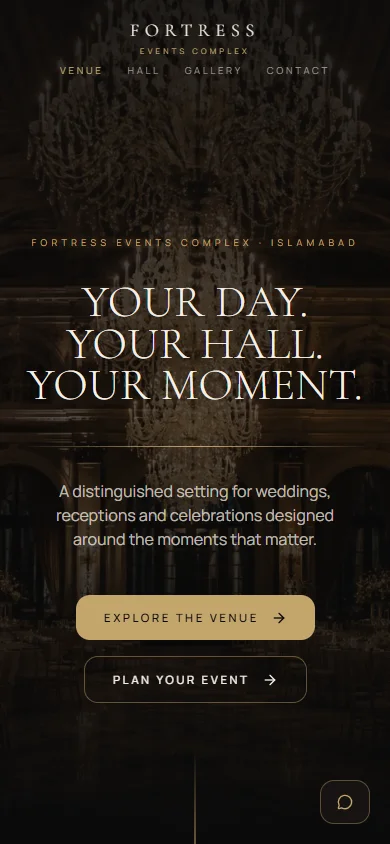 FORTRESS
EVENTS COMPLEX
VENUE HALL GALLERY CONTACT
FORTRESS EVENTS COMPLEX · ISLAMABAD
YOUR DAY.
YOUR HALL.
YOUR MOMENT.
A distinguished setting for weddings,
receptions and celebrations designed
around the moments that matter.
EXPLORE THE VENUE →
PLAN YOUR EVENT →